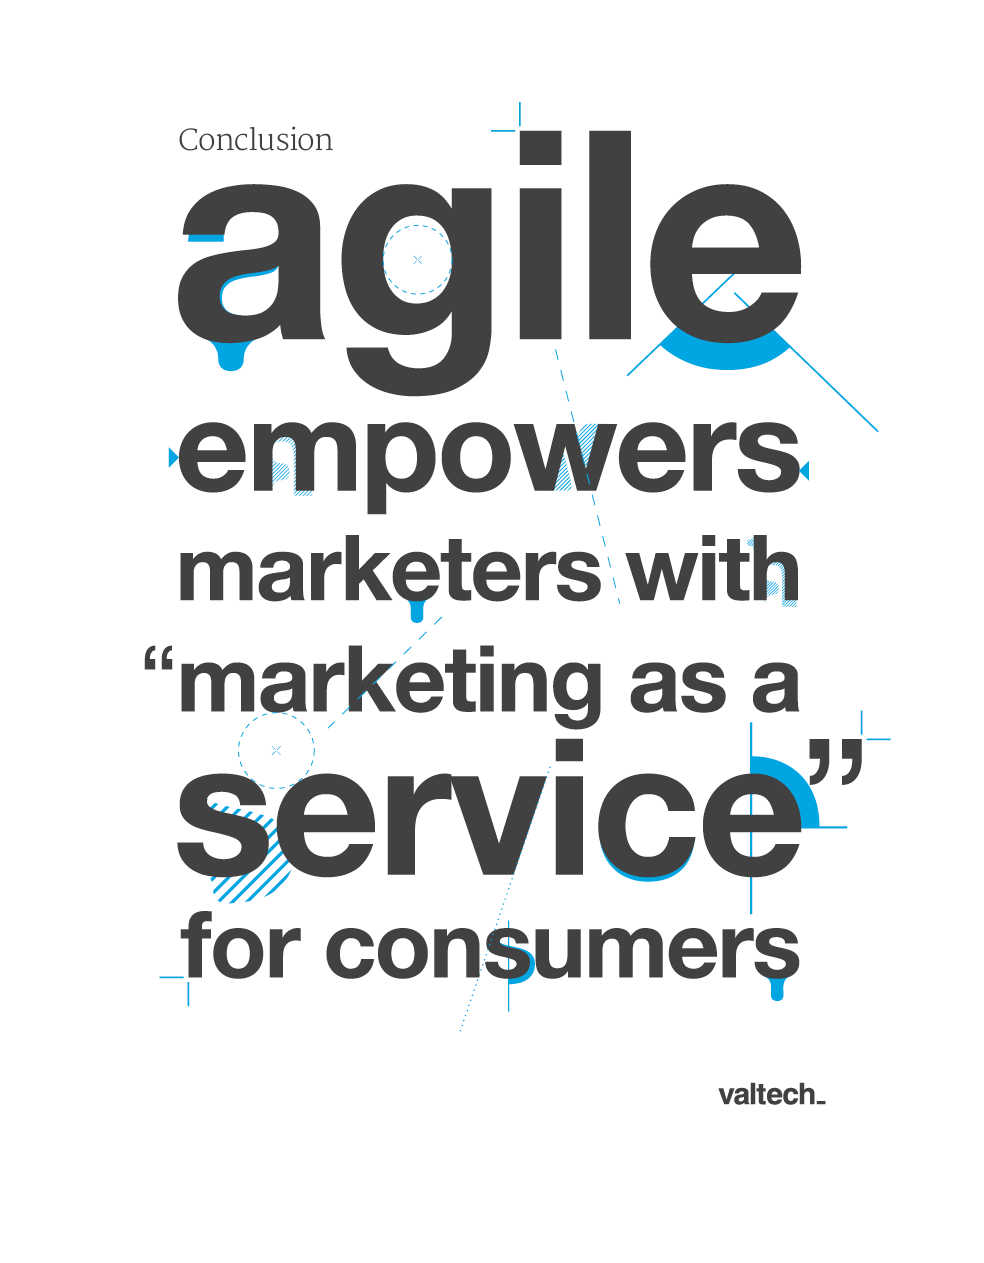 Conclusion
agile
empowers
marketers with
“marketing as a
service”
for consumers
valtech_